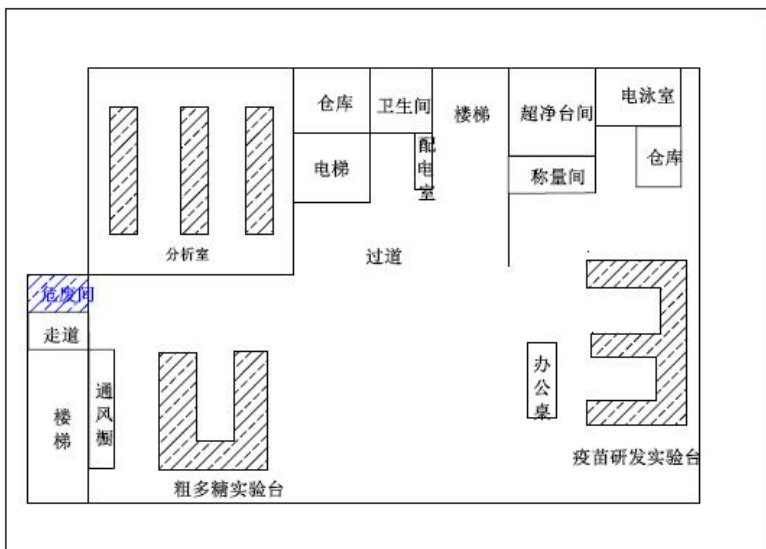 仓库
卫生间
楼梯
超净台间
电泳室
电梯
配电室
称量间
仓库
分析室
过道
危废间
走道
楼梯
通风橱
办公桌
粗多糖实验台
疫苗研发实验台